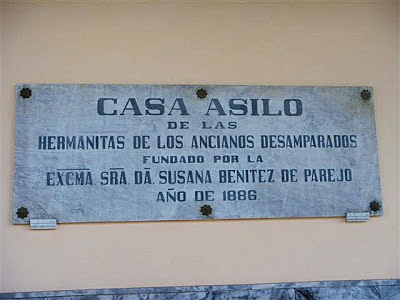 CASA ASILO
DE LAS
HERMANITAS DE LOS ANCIANOS DESAMPARADOS
FUNDADO POR LA
EXCMA SRA. DA. SUSANA BENITEZ DE PAREJO
AÑO DE 1886.